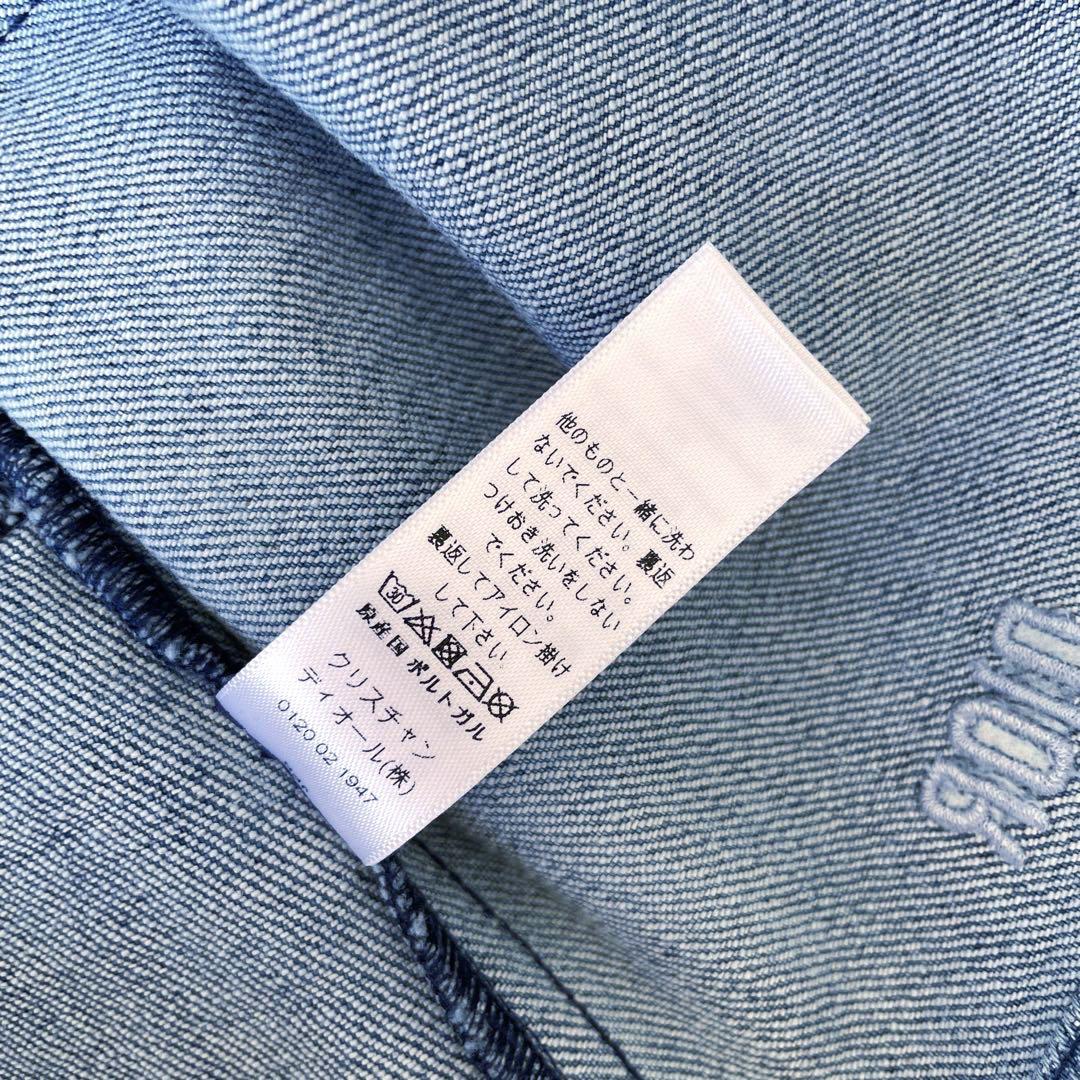 他のものと一緒に洗わ
ないでください。裏返
して洗ってください。
つけおき洗いをしない
でください。
裏返してアイロン掛け
して下さい
30
原産国 ポルトガル
クリスチャン
ディオール(株)
0120 02 1947
DIOR